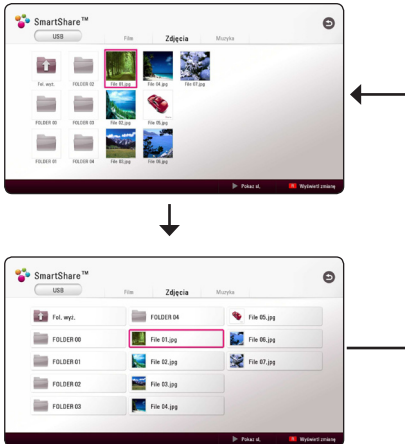 SmartShare™
USB Film Zdjęcia Muzyka
Fol. wyż. FOLDER 02 File 01.jpg File 04.jpg File 07.jpg
FOLDER 00 FOLDER 03 File 02.jpg File 05.jpg
FOLDER 01 FOLDER 04 File 03.jpg File 06.jpg
Pokaz sl. Wyświetl zmianę
SmartShare™
USB Film Zdjęcia Muzyka
Fol. wyż. FOLDER 04 File 05.jpg
FOLDER 00 File 01.jpg File 06.jpg
FOLDER 01 File 02.jpg File 07.jpg
FOLDER 02 File 03.jpg
FOLDER 03 File 04.jpg
Pokaz sl. Wyświetl zmianę